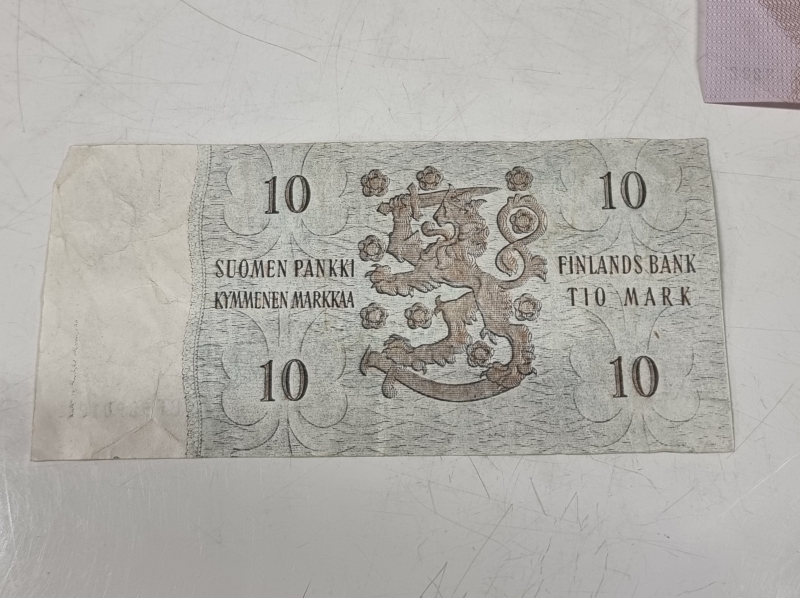 10
10
SUOMEN PANKKI
KYMMENEN MARKKAA
FINLANDS BANK
TIO MARK
10
10